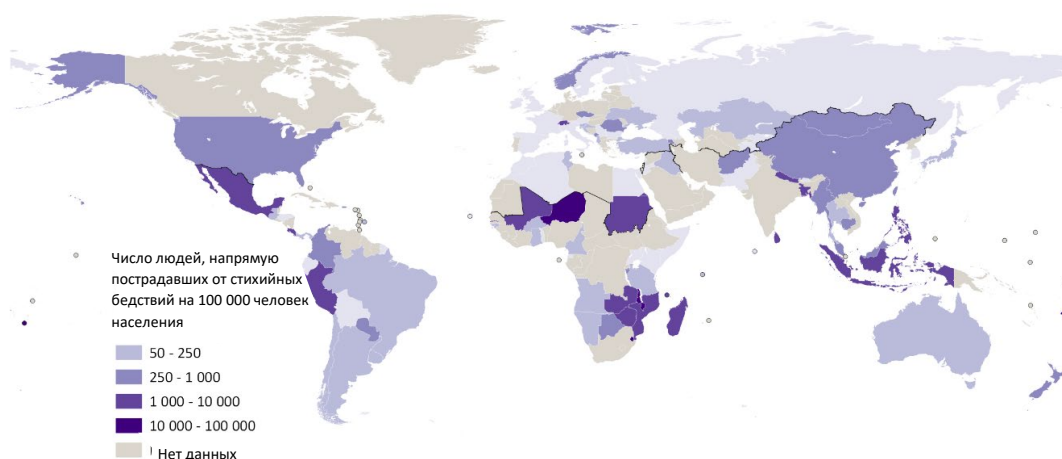 Число людей, напрямую
пострадавших от стихийных
бедствий на 100 000 человек
населения
50 - 250
250 - 1 000
1 000 - 10 000
10 000 - 100 000
Нет данных